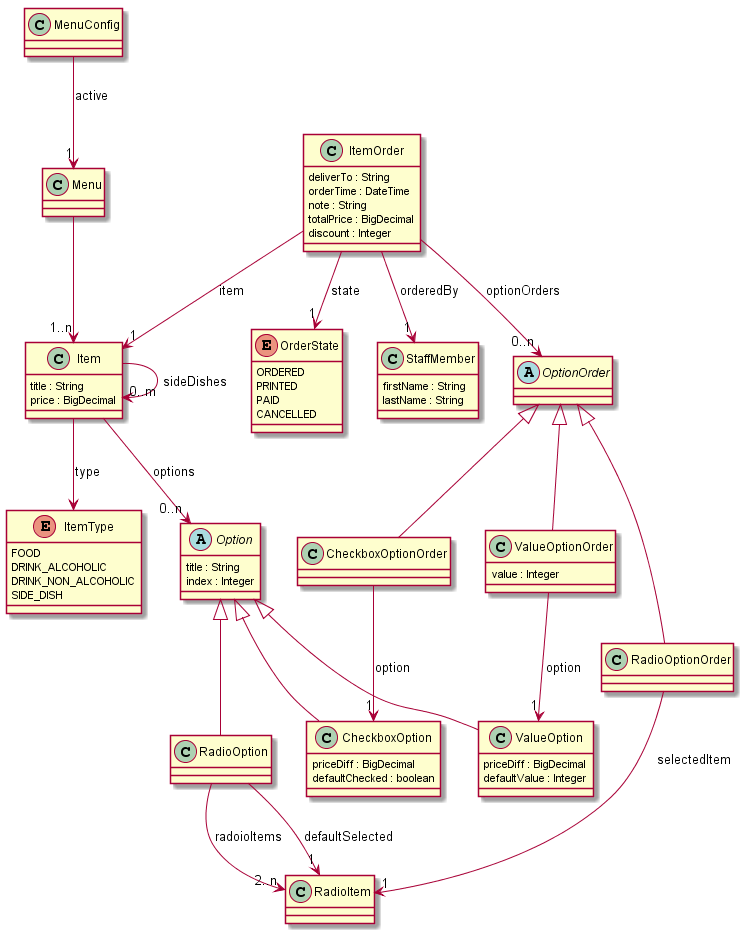 C MenuConfig
active
1
C Menu
C ItemOrder
deliverTo : String
orderTime : DateTime
note : String
totalPrice : BigDecimal
discount : Integer
item
state
orderedBy
optionOrders
1..n
1
1
1
0..n
C Item
title : String
price : BigDecimal
sideDishes
0..m
E OrderState
ORDERED
PRINTED
PAID
CANCELLED
C StaffMember
firstName : String
lastName : String
A OptionOrder
type
options
0..n
E ItemType
FOOD
DRINK_ALCOHOLIC
DRINK_NON_ALCOHOLIC
SIDE_DISH
A Option
title : String
index : Integer
C CheckboxOptionOrder
C ValueOptionOrder
value : Integer
C RadioOptionOrder
option
option
1
1
C RadioOption
C CheckboxOption
priceDiff : BigDecimal
defaultChecked : boolean
C ValueOption
priceDiff : BigDecimal
defaultValue : Integer
selectedItem
radoioItems
defaultSelected
2..n
1
1
C RadioItem